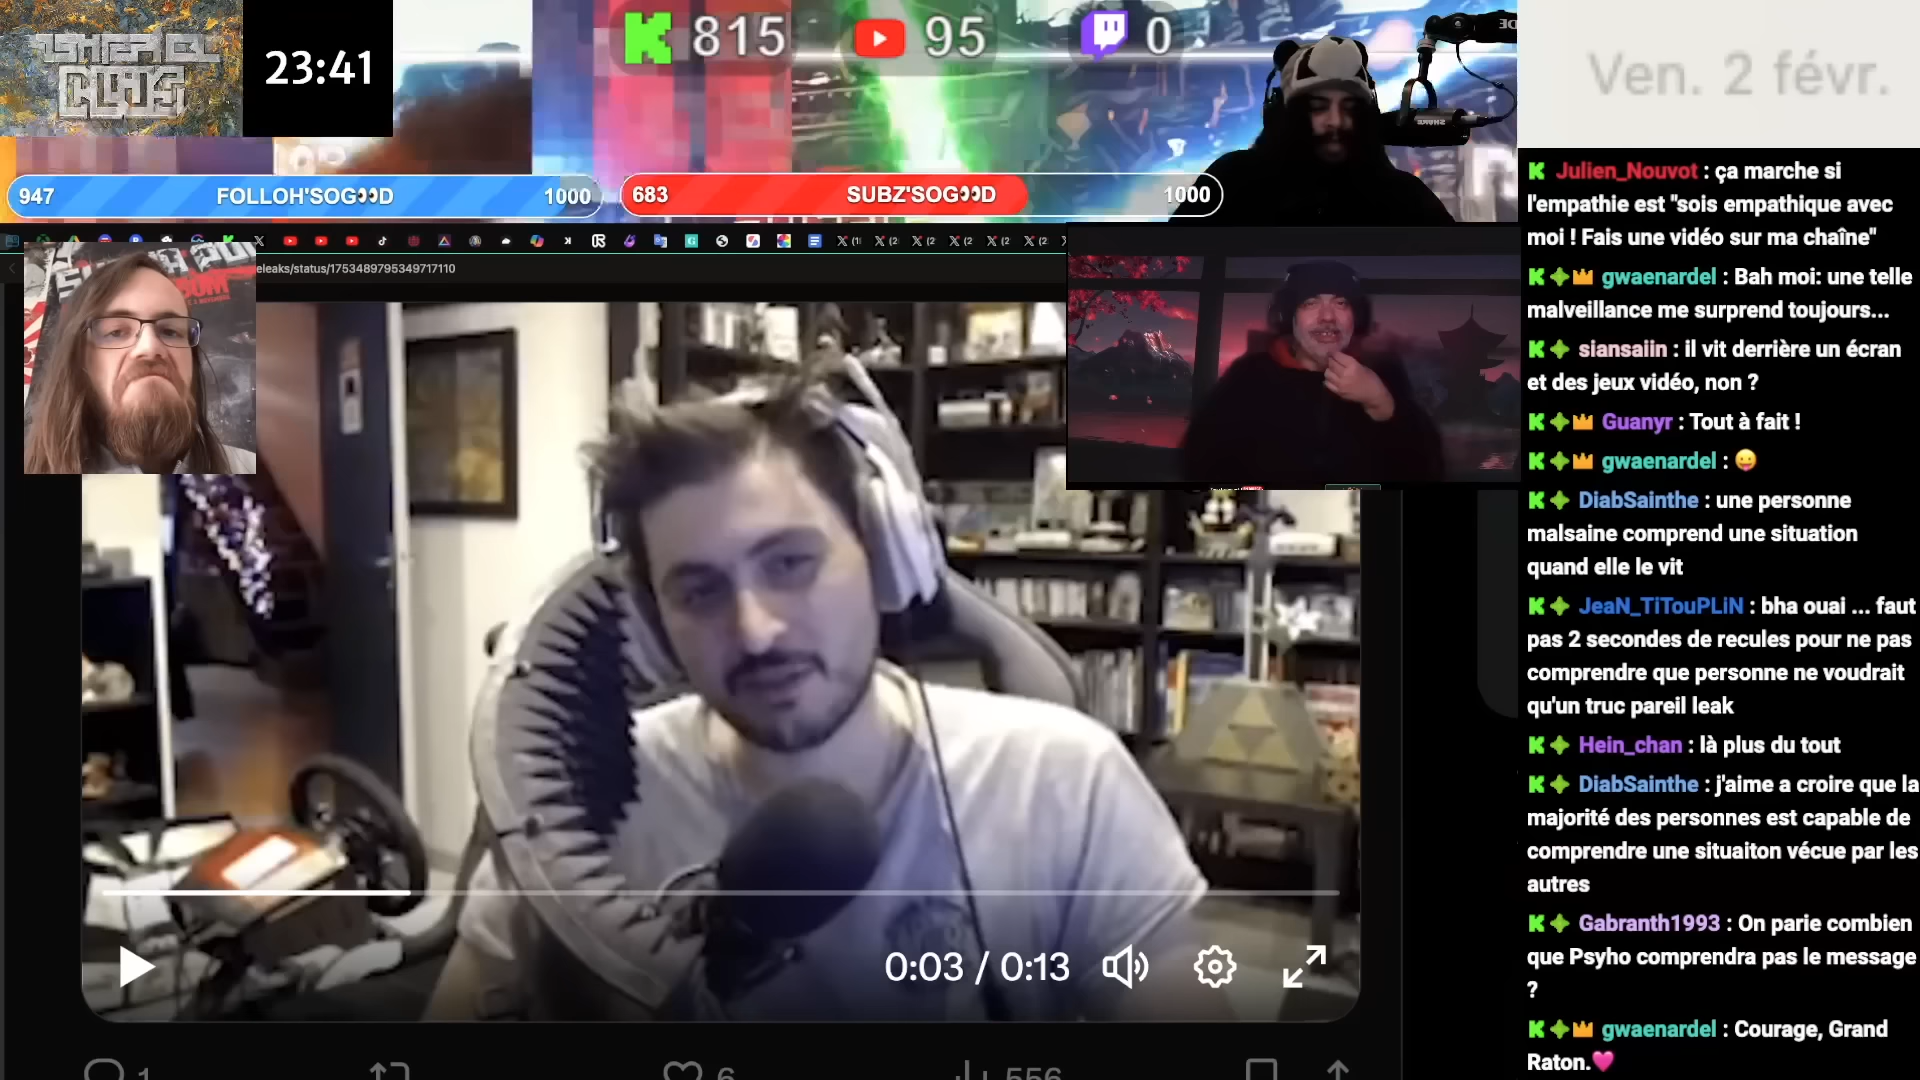 23:41
815
95
0
Ven. 2 févr.
947 FOLLOH'SOG👀D 1000
683 SUBZ'SOG👀D 1000
eleaks/status/1753489795349717110
Julien_Nouvot : ça marche si
l'empathie est "sois empathique avec
moi ! Fais une vidéo sur ma chaîne"
gwaenardel : Bah moi: une telle
malveillance me surprend toujours...
siansaiin : il vit derrière un écran
et des jeux vidéo, non ?
Guanyr : Tout à fait !
gwaenardel : 😛
DiabSainthe : une personne
malsaine comprend une situation
quand elle le vit
JeaN_TiTouPLiN : bha ouai ... faut
pas 2 secondes de recules pour ne pas
comprendre que personne ne voudrait
qu'un truc pareil leak
Hein_chan : là plus du tout
DiabSainthe : j'aime a croire que la
majorité des personnes est capable de
comprendre une situaiton vécue par les
autres
Gabranth1993 : On parie combien
que Psyho comprendra pas le message
?
gwaenardel : Courage, Grand
Raton.💗
0:03 / 0:13
1
6
556